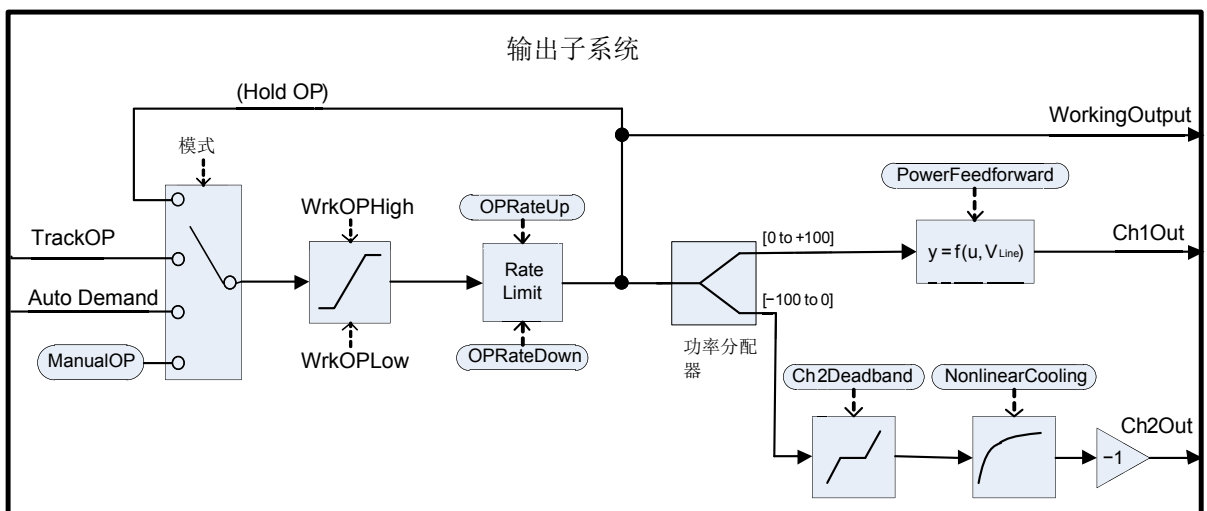 输出子系统
(Hold OP)
WorkingOutput
模式
PowerFeedforward
WrkOPHigh
OPRateUp
TrackOP
[0 to +100]
Ch1Out
y = f(u, VLine)
Rate
Limit
Auto Demand
[−100 to 0]
功率分配
器
ManualOP
WrkOPLow
OPRateDown
Ch2Deadband
NonlinearCooling
Ch2Out
−1